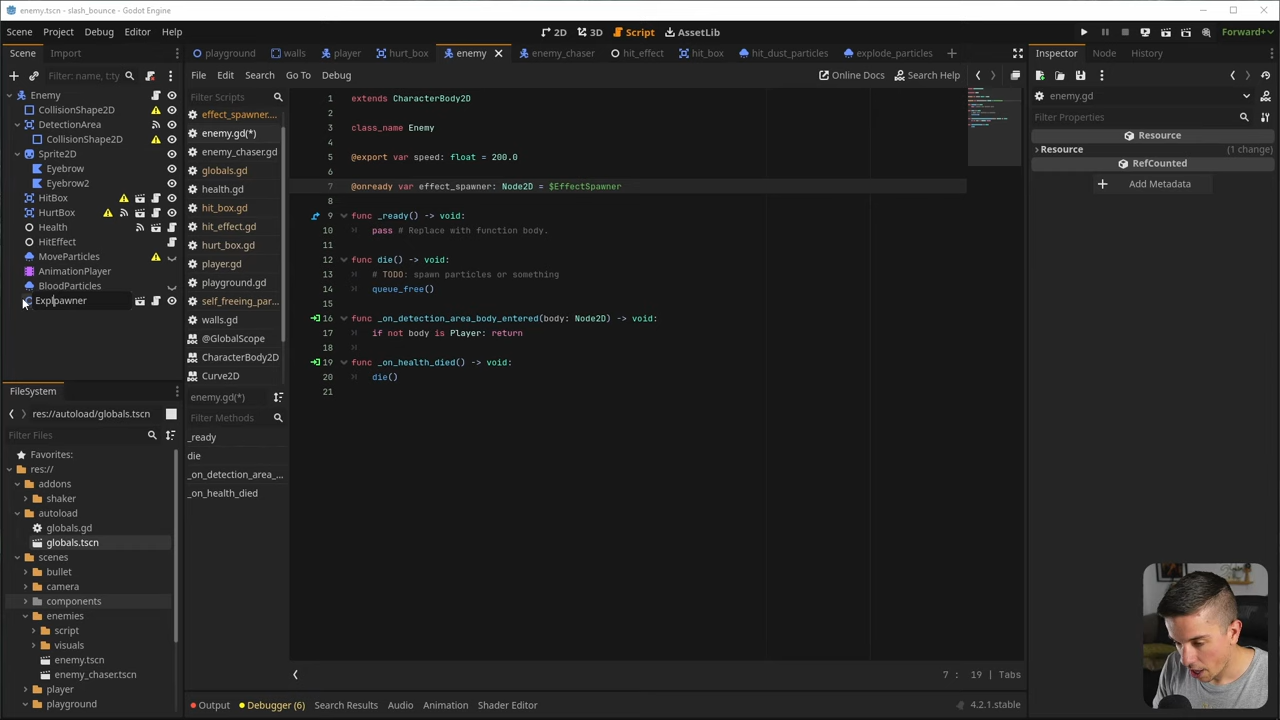 enemy.tscn - slash_bounce - Godot Engine
Scene Project Debug Editor Help
2D 3D Script AssetLib
Forward+
Scene Import
playground walls player hurt_box enemy enemy_chaser hit_effect hit_box hit_dust_particles explode_particles
Inspector Node History
Filter: name, t:ty
File Edit Search Go To Debug
Online Docs Search Help
Enemy
CollisionShape2D
DetectionArea
CollisionShape2D
Sprite2D
Eyebrow
Eyebrow2
HitBox
HurtBox
Health
HitEffect
MoveParticles
AnimationPlayer
BloodParticles
Filter Scripts
effect_spawner...
enemy.gd(*)
enemy_chaser.gd
globals.gd
health.gd
hit_box.gd
hit_effect.gd
hurt_box.gd
player.gd
playground.gd
self_freeing_par...
walls.gd
@GlobalScope
CharacterBody2D
Curve2D
enemy.gd(*)
Filter Methods
_ready
die
_on_detection_area_...
_on_health_died
1 extends CharacterBody2D
2
3 class_name Enemy
4
5 @export var speed: float = 200.0
6
7 @onready var effect_spawner: Node2D = $EffectSpawner
8
9 func _ready() -> void:
10 pass # Replace with function body.
11
12 func die() -> void:
13 # TODO: spawn particles or something
14 queue_free()
15
16 func _on_detection_area_body_entered(body: Node2D) -> void:
17 if not body is Player: return
18
19 func _on_health_died() -> void:
20 die()
21
7 : 19 | Tabs
enemy.gd
Filter Properties
Resource
Resource (1 change)
RefCounted
Add Metadata
FileSystem
res://autoload/globals.tscn
Filter Files
Favorites:
res://
addons
shaker
autoload
globals.gd
globals.tscn
scenes
bullet
camera
components
enemies
script
visuals
enemy.tscn
enemy_chaser.tscn
player
playground
Output Debugger (6) Search Results Audio Animation Shader Editor
4.2.1.stable